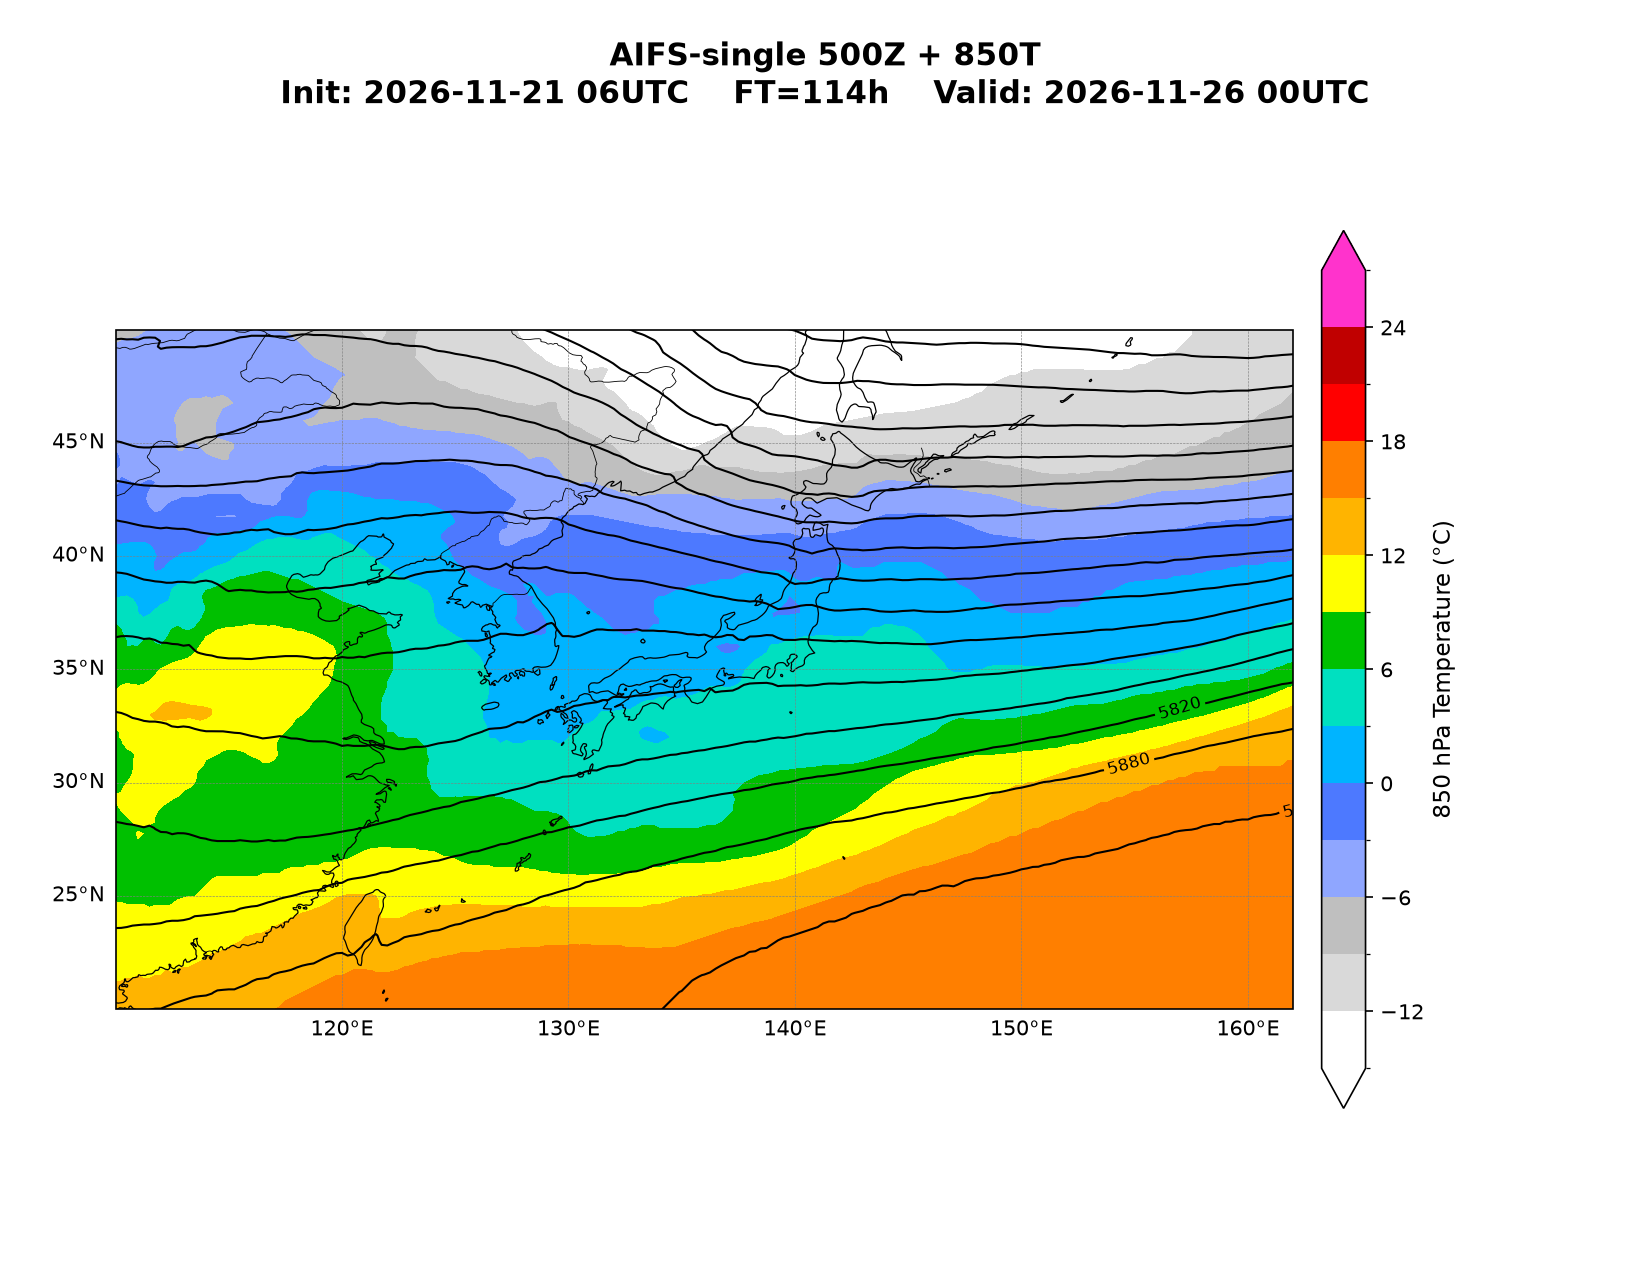 AIFS-single 500Z + 850T
Init: 2026-11-21 06UTC FT=114h Valid: 2026-11-26 00UTC
24
18
12
6
0
−6
−12
850 hPa Temperature (°C)
45°N
40°N
35°N
30°N
25°N
5820
5880
5
120°E
130°E
140°E
150°E
160°E